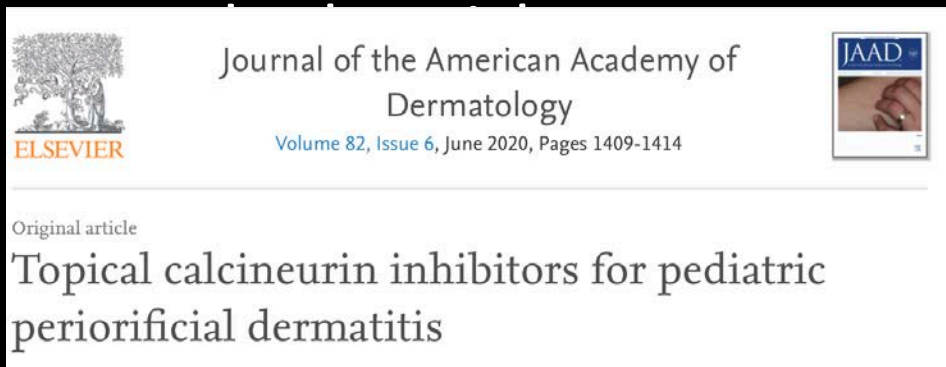 Journal of the American Academy of
Dermatology
Volume 82, Issue 6, June 2020, Pages 1409-1414
ELSEVIER
JAAD
Original article
Topical calcineurin inhibitors for pediatric
periorificial dermatitis